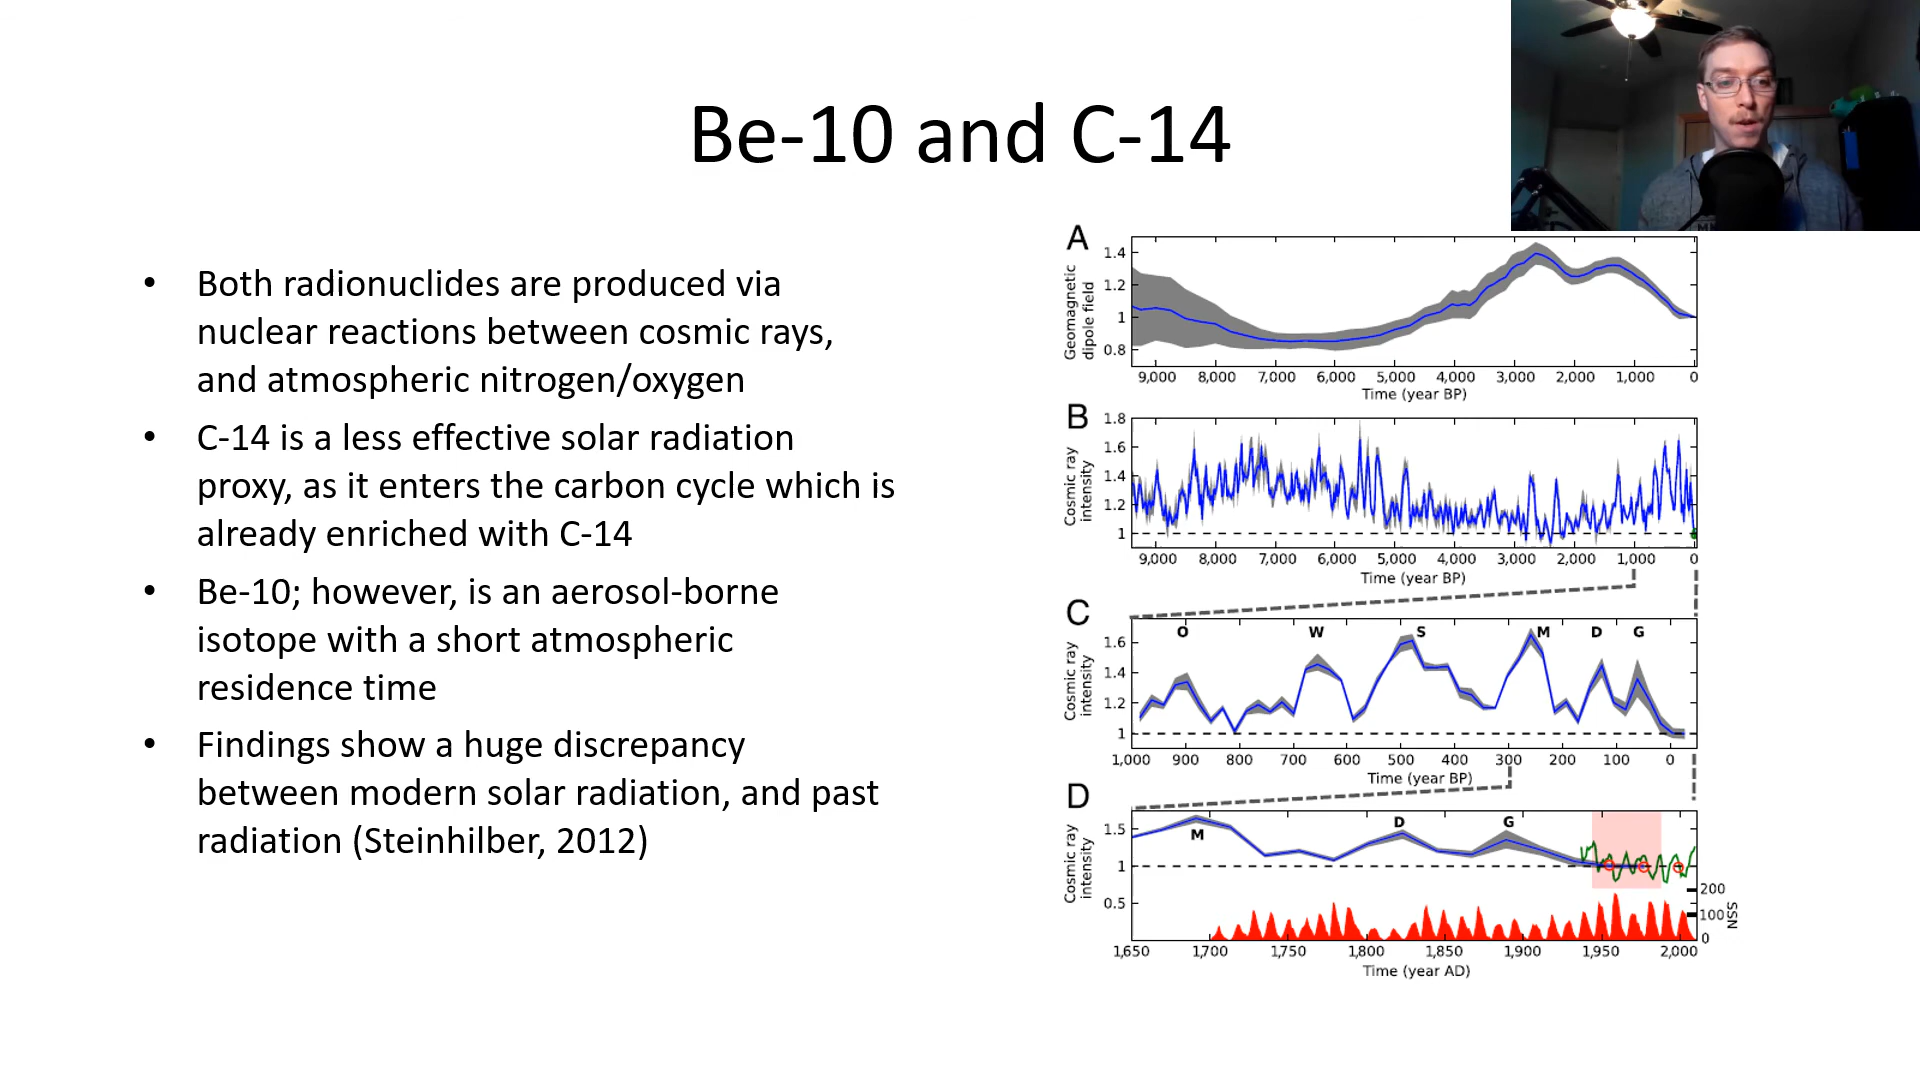 Be-10 and C-14
• Both radionuclides are produced via
nuclear reactions between cosmic rays,
and atmospheric nitrogen/oxygen
• C-14 is a less effective solar radiation
proxy, as it enters the carbon cycle which is
already enriched with C-14
• Be-10; however, is an aerosol-borne
isotope with a short atmospheric
residence time
• Findings show a huge discrepancy
between modern solar radiation, and past
radiation (Steinhilber, 2012)
A
Geomagnetic
dipole field
1.4
1.2
1
0.8
9,000 8,000 7,000 6,000 5,000 4,000 3,000 2,000 1,000 0
Time (year BP)
B
Cosmic ray
intensity
1.8
1.6
1.4
1.2
1
9,000 8,000 7,000 6,000 5,000 4,000 3,000 2,000 1,000 0
Time (year BP)
C
Cosmic ray
intensity
O W S M D G
1.6
1.4
1.2
1
1,000 900 800 700 600 500 400 300 200 100 0
Time (year BP)
D
Cosmic ray
intensity
M D G
1.5
1
0.5
200
100
0
SSN
1,650 1,700 1,750 1,800 1,850 1,900 1,950 2,000
Time (year AD)